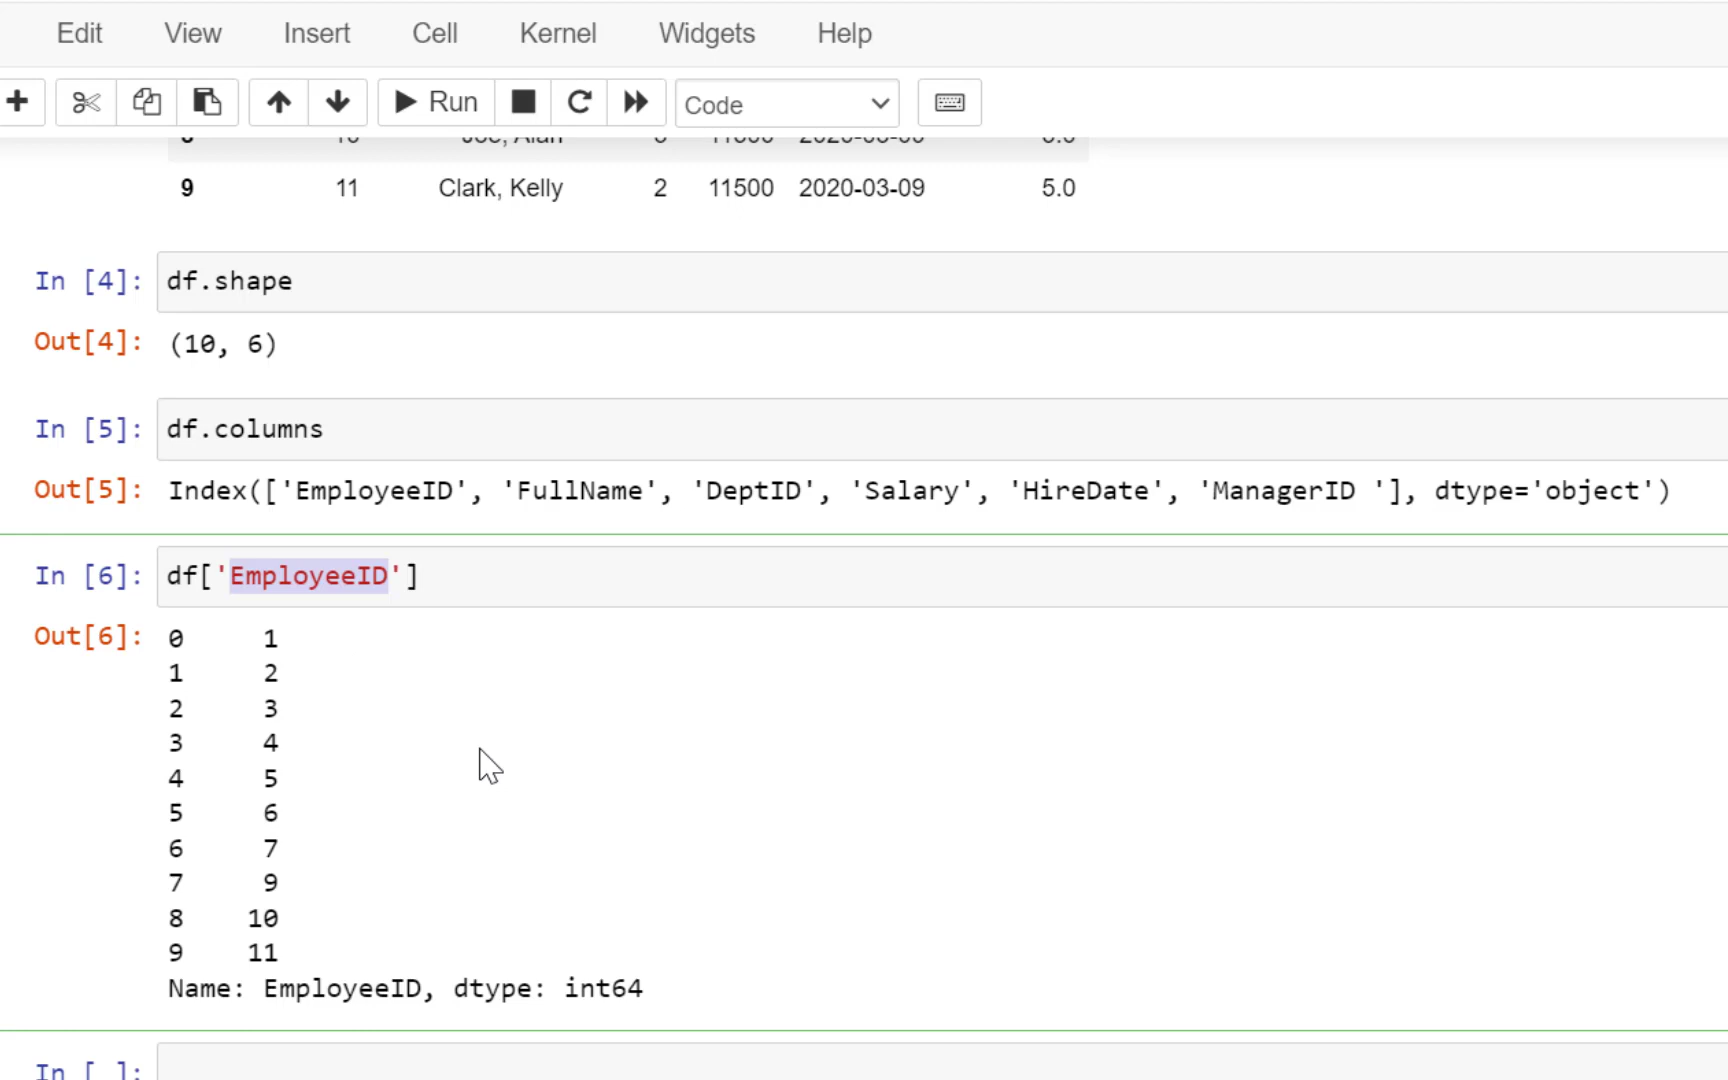 Edit View Insert Cell Kernel Widgets Help
Run Code
Joe, Alan
9 11 Clark, Kelly 2 11500 2020-03-09 5.0
In [4]: df.shape
Out[4]: (10, 6)
In [5]: df.columns
Out[5]: Index(['EmployeeID', 'FullName', 'DeptID', 'Salary', 'HireDate', 'ManagerID '], dtype='object')
In [6]: df['EmployeeID']
Out[6]: 0 1
1 2
2 3
3 4
4 5
5 6
6 7
7 9
8 10
9 11
Name: EmployeeID, dtype: int64
In [ ]: